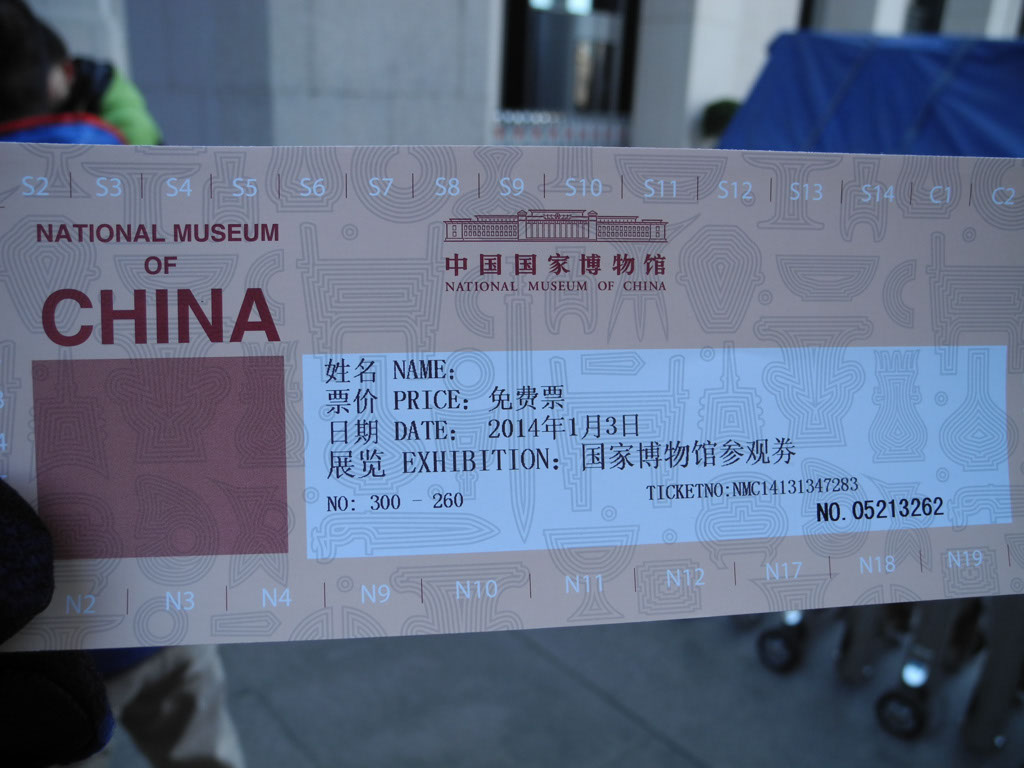 S2 S3 S4 S5 S6 S7 S8 S9 S10 S11 S12 S13 S14 C1 C2
NATIONAL MUSEUM
OF
CHINA
中国国家博物馆
NATIONAL MUSEUM OF CHINA
姓名 NAME:
票价 PRICE: 免费票
日期 DATE: 2014年1月3日
展览 EXHIBITION: 国家博物馆参观券
NO: 300 - 260
TICKETNO:NMC14131347283
NO.05213262
N2 N3 N4 N9 N10 N11 N12 N17 N18 N19